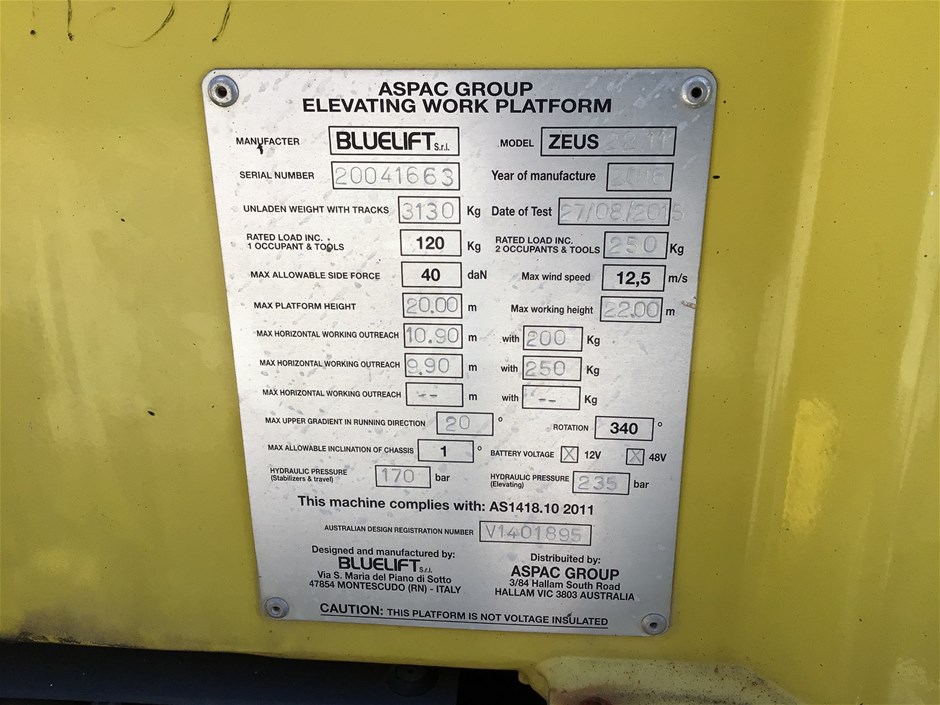 ASPAC GROUP
ELEVATING WORK PLATFORM
MANUFACTER BLUELIFT S.r.l. MODEL ZEUS
SERIAL NUMBER 20041663 Year of manufacture
UNLADEN WEIGHT WITH TRACKS 3130 Kg Date of Test 27/08/2015
RATED LOAD INC. 1 OCCUPANT & TOOLS 120 Kg RATED LOAD INC. 2 OCCUPANTS & TOOLS 250 Kg
MAX ALLOWABLE SIDE FORCE 40 daN Max wind speed 12,5 m/s
MAX PLATFORM HEIGHT 20.00 m Max working height 22.00 m
MAX HORIZONTAL WORKING OUTREACH 10.90 m with 200 Kg
MAX HORIZONTAL WORKING OUTREACH 9.90 m with 250 Kg
MAX HORIZONTAL WORKING OUTREACH -- m with -- Kg
MAX UPPER GRADIENT IN RUNNING DIRECTION 20 ° ROTATION 340 °
MAX ALLOWABLE INCLINATION OF CHASSIS 1 ° BATTERY VOLTAGE X 12V X 48V
HYDRAULIC PRESSURE (Stabilizers & travel) 170 bar HYDRAULIC PRESSURE (Elevating) 235 bar
This machine complies with: AS1418.10 2011
AUSTRALIAN DESIGN REGISTRATION NUMBER V1401895
Designed and manufactured by:
BLUELIFT S.r.l.
Via S. Maria del Piano di Sotto
47854 MONTESCUDO (RN) - ITALY
Distribuited by:
ASPAC GROUP
3/84 Hallam South Road
HALLAM VIC 3803 AUSTRALIA
CAUTION: THIS PLATFORM IS NOT VOLTAGE INSULATED